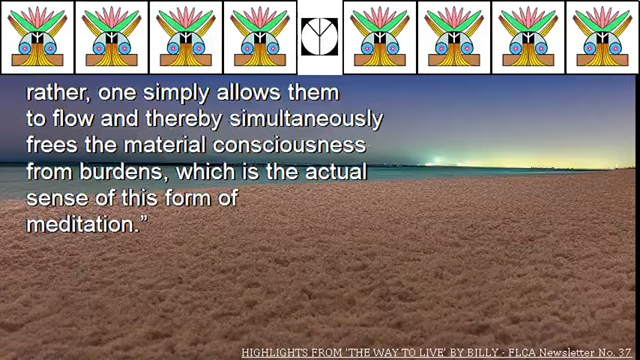 rather, one simply allows them
to flow and thereby simultaneously
frees the material consciousness
from burdens, which is the actual
sense of this form of
meditation.”
HIGHLIGHTS FROM 'THE WAY TO LIVE' BY BILLY - FLCA Newsletter No. 37